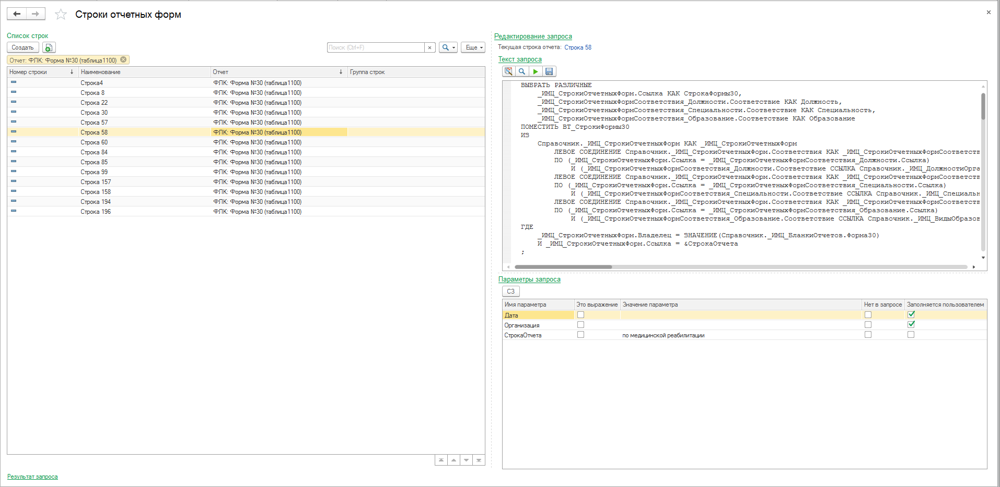 Строки отчетных форм
Список строк
Создать
Поиск (Ctrl+F)
Еще
Отчет: ФЛК: Форма №30 (таблица1100)
Номер строки Наименование Отчет Группа строк
Строка4 ФЛК: Форма №30 (таблица1100)
Строка 8 ФЛК: Форма №30 (таблица1100)
Строка 22 ФЛК: Форма №30 (таблица1100)
Строка 30 ФЛК: Форма №30 (таблица1100)
Строка 57 ФЛК: Форма №30 (таблица1100)
Строка 58 ФЛК: Форма №30 (таблица1100)
Строка 60 ФЛК: Форма №30 (таблица1100)
Строка 84 ФЛК: Форма №30 (таблица1100)
Строка 85 ФЛК: Форма №30 (таблица1100)
Строка 99 ФЛК: Форма №30 (таблица1100)
Строка 157 ФЛК: Форма №30 (таблица1100)
Строка 158 ФЛК: Форма №30 (таблица1100)
Строка 194 ФЛК: Форма №30 (таблица1100)
Строка 196 ФЛК: Форма №30 (таблица1100)
Результат запроса
Редактирование запроса
Текущая строка отчета: Строка 58
Текст запроса
ВЫБРАТЬ РАЗЛИЧНЫЕ
_ИМЦ_СтрокиОтчетныхФорм.Ссылка КАК СтрокаФормы30,
_ИМЦ_СтрокиОтчетныхФормСоответствия_Должности.Соответствие КАК Должность,
_ИМЦ_СтрокиОтчетныхФормСоответствия_Специальности.Соответствие КАК Специальность,
_ИМЦ_СтрокиОтчетныхФормСоответствия_Образование.Соответствие КАК Образование
ПОМЕСТИТЬ ВТ_СтрокиФормы30
ИЗ
Справочник._ИМЦ_СтрокиОтчетныхФорм КАК _ИМЦ_СтрокиОтчетныхФорм
ЛЕВОЕ СОЕДИНЕНИЕ Справочник._ИМЦ_СтрокиОтчетныхФорм.Соответствия КАК _ИМЦ_СтрокиОтчетныхФормСоответств
ПО (_ИМЦ_СтрокиОтчетныхФорм.Ссылка = _ИМЦ_СтрокиОтчетныхФормСоответствия_Должности.Ссылка)
И (_ИМЦ_СтрокиОтчетныхФормСоответствия_Должности.Соответствие ССЫЛКА Справочник._ИМЦ_ДолжностиОрга
ЛЕВОЕ СОЕДИНЕНИЕ Справочник._ИМЦ_СтрокиОтчетныхФорм.Соответствия КАК _ИМЦ_СтрокиОтчетныхФормСоответств
ПО (_ИМЦ_СтрокиОтчетныхФорм.Ссылка = _ИМЦ_СтрокиОтчетныхФормСоответствия_Специальности.Ссылка)
И (_ИМЦ_СтрокиОтчетныхФормСоответствия_Специальности.Соответствие ССЫЛКА Справочник._ИМЦ_Специальн
ЛЕВОЕ СОЕДИНЕНИЕ Справочник._ИМЦ_СтрокиОтчетныхФорм.Соответствия КАК _ИМЦ_СтрокиОтчетныхФормСоответств
ПО (_ИМЦ_СтрокиОтчетныхФорм.Ссылка = _ИМЦ_СтрокиОтчетныхФормСоответствия_Образование.Ссылка)
И (_ИМЦ_СтрокиОтчетныхФормСоответствия_Образование.Соответствие ССЫЛКА Справочник._ИМЦ_ВидыОбразов
ГДЕ
_ИМЦ_СтрокиОтчетныхФорм.Владелец = ЗНАЧЕНИЕ(Справочник._ИМЦ_БланкиОтчетов.Форма30)
И _ИМЦ_СтрокиОтчетныхФорм.Ссылка = &СтрокаОтчета
;
Параметры запроса
СЗ
Имя параметра Это выражение Значение параметра Нет в запросе Заполняется пользователем
Дата
Организация
СтрокаОтчета по медицинской реабилитации